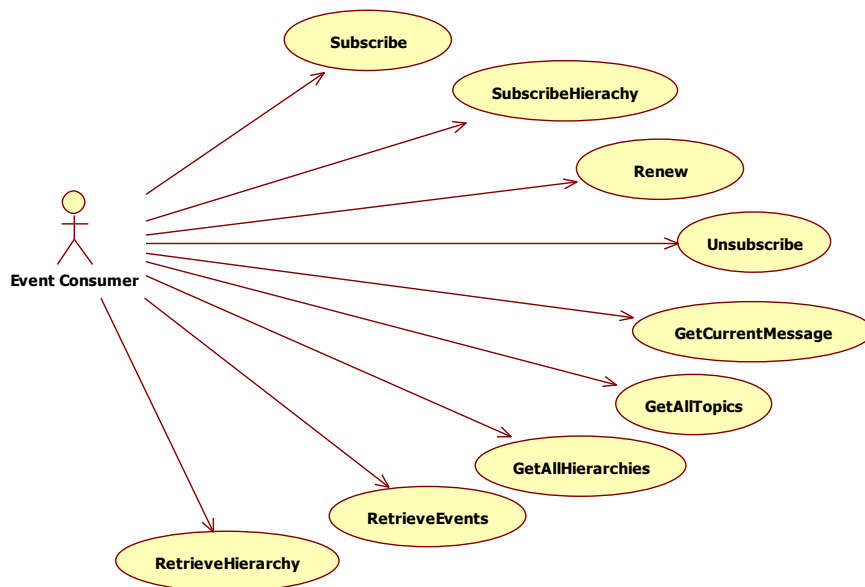 Subscribe
SubscribeHierachy
Renew
Unsubscribe
Event Consumer
GetCurrentMessage
GetAllTopics
GetAllHierarchies
RetrieveEvents
RetrieveHierarchy